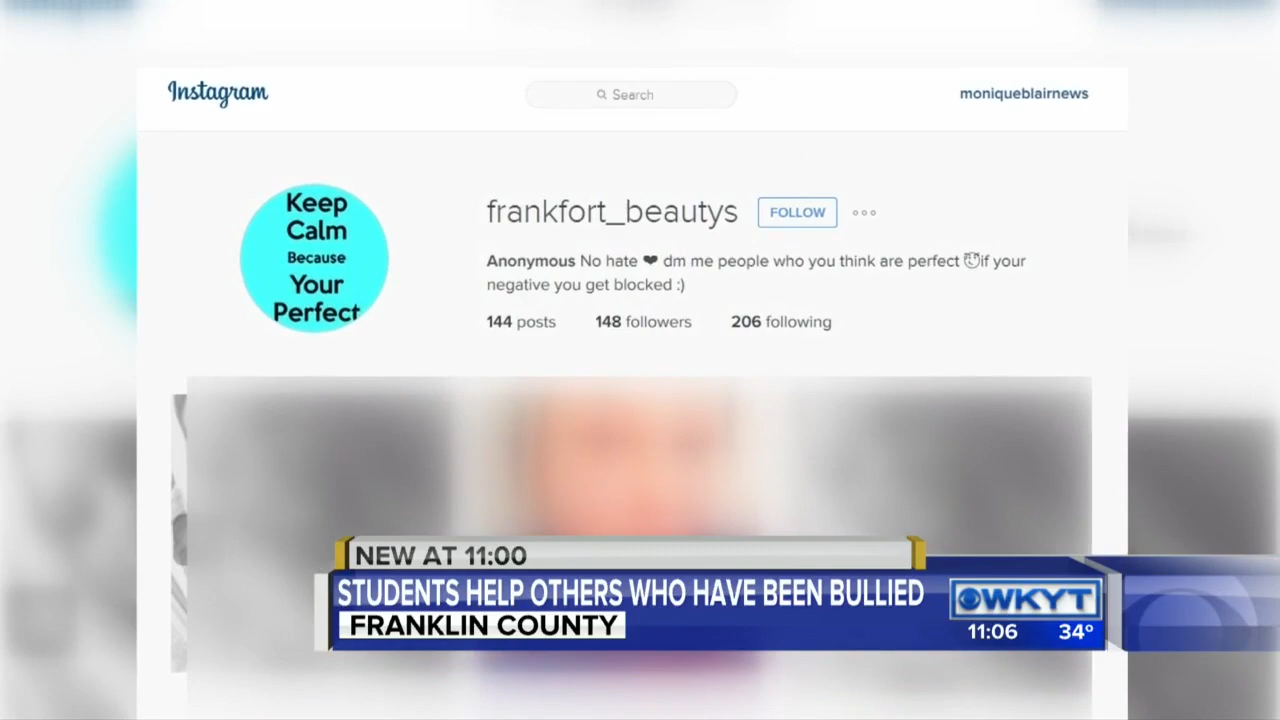 Instagram
Search
moniqueblairnews
Keep
Calm
Because
Your
Perfect
frankfort_beautys FOLLOW
Anonymous No hate ❤ dm me people who you think are perfect 😇if your
negative you get blocked :)
144 posts 148 followers 206 following
NEW AT 11:00
STUDENTS HELP OTHERS WHO HAVE BEEN BULLIED
FRANKLIN COUNTY
WKYT
11:06 34°